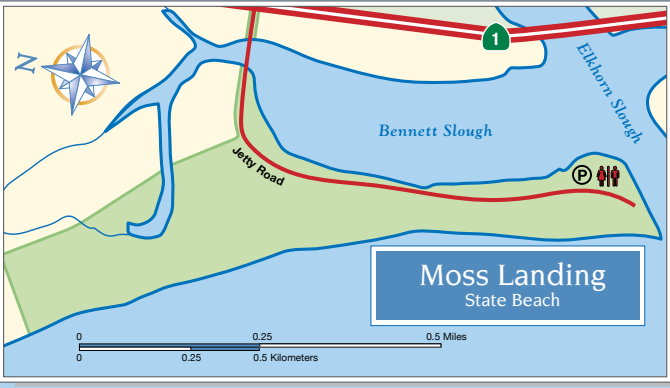 1
N
Elkhorn Slough
Bennett Slough
Jetty Road
P
Moss Landing
State Beach
0 0.25 0.5 Miles
0 0.25 0.5 Kilometers